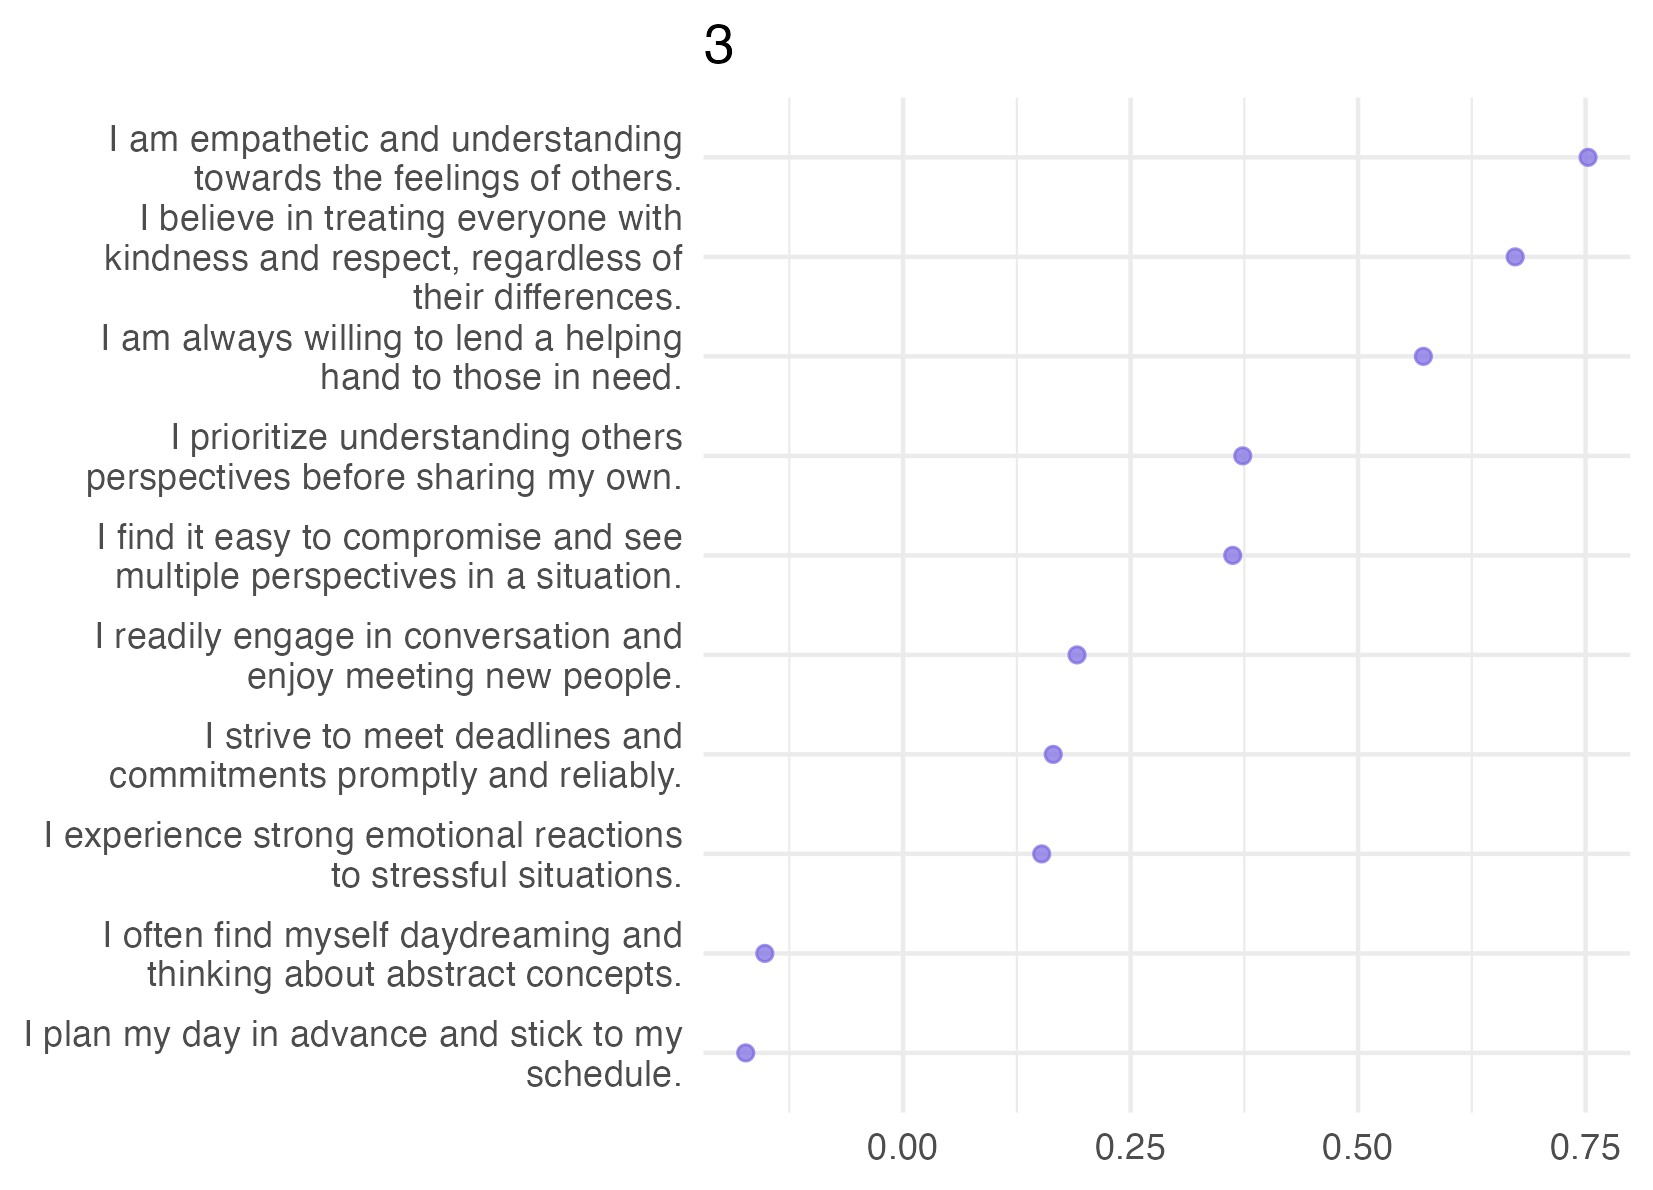 3
I am empathetic and understanding
towards the feelings of others.
I believe in treating everyone with
kindness and respect, regardless of
their differences.
I am always willing to lend a helping
hand to those in need.
I prioritize understanding others
perspectives before sharing my own.
I find it easy to compromise and see
multiple perspectives in a situation.
I readily engage in conversation and
enjoy meeting new people.
I strive to meet deadlines and
commitments promptly and reliably.
I experience strong emotional reactions
to stressful situations.
I often find myself daydreaming and
thinking about abstract concepts.
I plan my day in advance and stick to my
schedule.
0.00 0.25 0.50 0.75